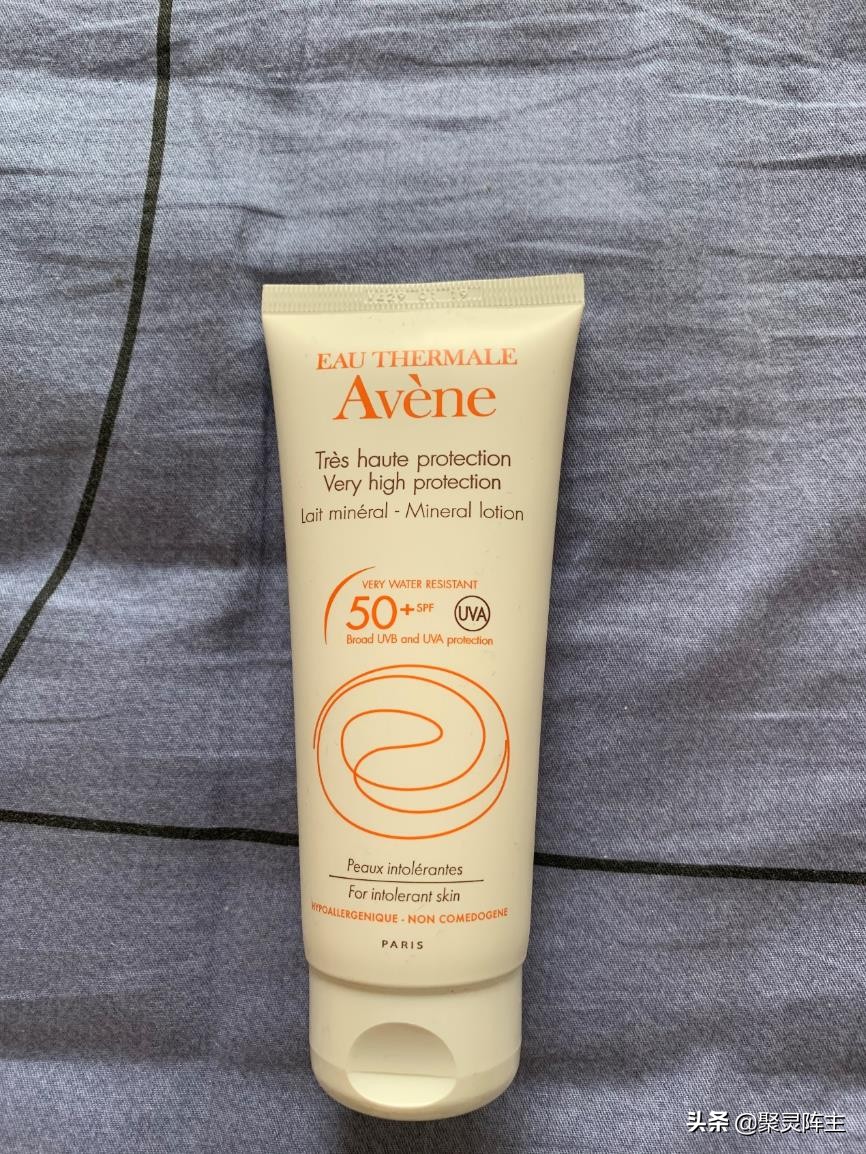 EAU THERMALE
Avène
Très haute protection
Very high protection
Lait minéral - Mineral lotion
VERY WATER RESISTANT
50+ SPF UVA
Broad UVB and UVA protection
Peaux intolérantes
For intolerant skin
HYPOALLERGENIQUE - NON COMEDOGENE
PARIS
头条 @聚灵阵主